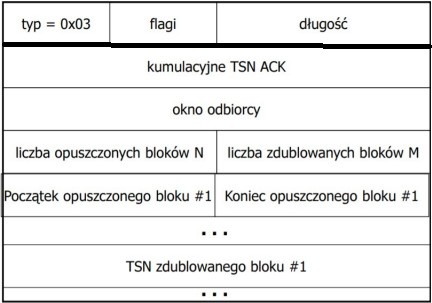 typ = 0x03 flagi długość
kumulacyjne TSN ACK
okno odbiorcy
liczba opuszczonych bloków N liczba zdublowanych bloków M
Początek opuszczonego bloku #1 Koniec opuszczonego bloku #1
...
TSN zdublowanego bloku #1
...